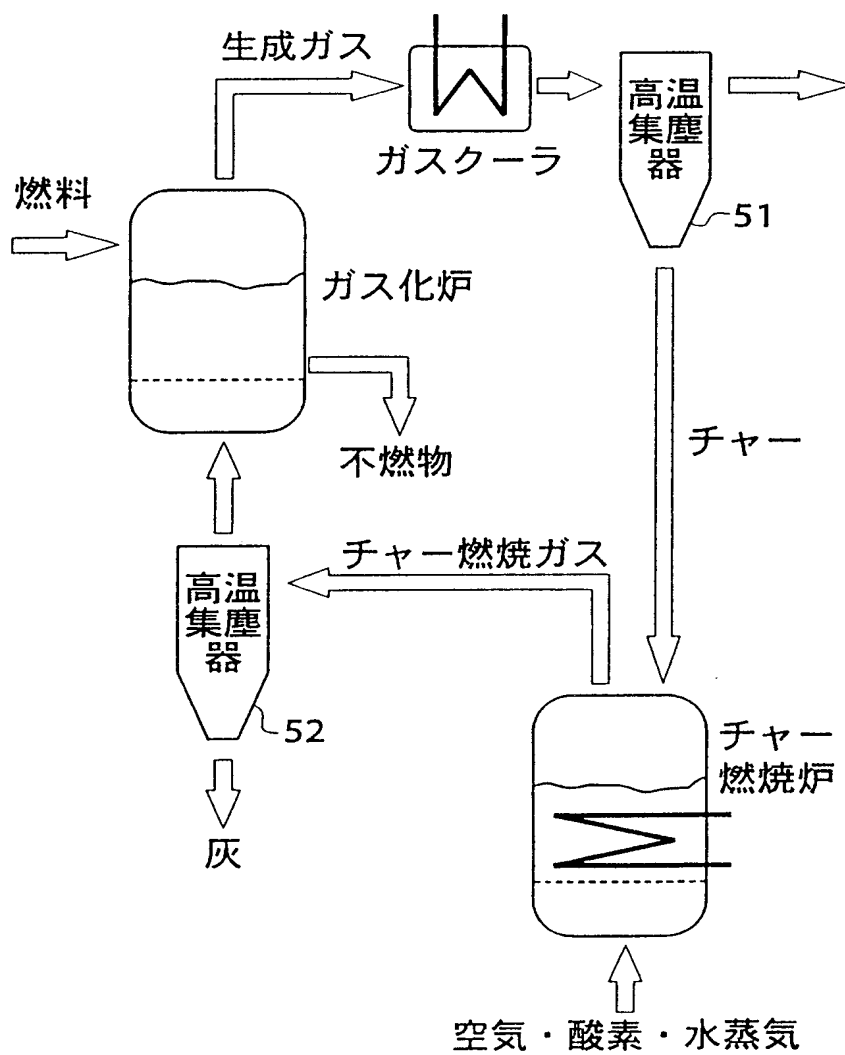 生成ガス
高温
集塵
器
ガスクーラ
燃料
51
ガス化炉
チャー
不燃物
チャー燃焼ガス
高温
集塵
器
52
チャー
燃焼炉
灰
空気・酸素・水蒸気